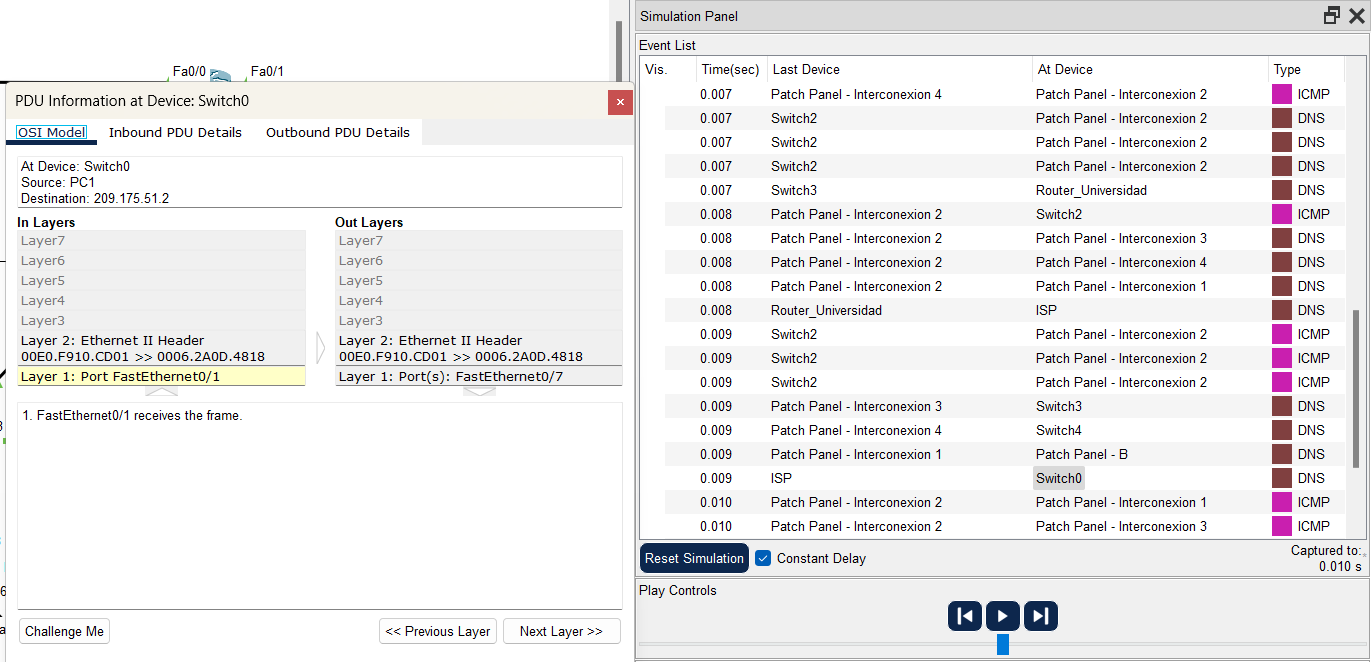 Fa0/0 Fa0/1
PDU Information at Device: Switch0
OSI Model Inbound PDU Details Outbound PDU Details
At Device: Switch0
Source: PC1
Destination: 209.175.51.2
In Layers
Layer7
Layer6
Layer5
Layer4
Layer3
Layer 2: Ethernet II Header
00E0.F910.CD01 >> 0006.2A0D.4818
Layer 1: Port FastEthernet0/1
Out Layers
Layer7
Layer6
Layer5
Layer4
Layer3
Layer 2: Ethernet II Header
00E0.F910.CD01 >> 0006.2A0D.4818
Layer 1: Port(s): FastEthernet0/7
1. FastEthernet0/1 receives the frame.
Challenge Me << Previous Layer Next Layer >>
Simulation Panel
Event List
Vis. Time(sec) Last Device At Device Type
0.007 Patch Panel - Interconexion 4 Patch Panel - Interconexion 2 ICMP
0.007 Switch2 Patch Panel - Interconexion 2 DNS
0.007 Switch2 Patch Panel - Interconexion 2 DNS
0.007 Switch2 Patch Panel - Interconexion 2 DNS
0.007 Switch3 Router_Universidad DNS
0.008 Patch Panel - Interconexion 2 Switch2 ICMP
0.008 Patch Panel - Interconexion 2 Patch Panel - Interconexion 3 DNS
0.008 Patch Panel - Interconexion 2 Patch Panel - Interconexion 4 DNS
0.008 Patch Panel - Interconexion 2 Patch Panel - Interconexion 1 DNS
0.008 Router_Universidad ISP DNS
0.009 Switch2 Patch Panel - Interconexion 2 ICMP
0.009 Switch2 Patch Panel - Interconexion 2 ICMP
0.009 Switch2 Patch Panel - Interconexion 2 ICMP
0.009 Patch Panel - Interconexion 3 Switch3 DNS
0.009 Patch Panel - Interconexion 4 Switch4 DNS
0.009 Patch Panel - Interconexion 1 Patch Panel - B DNS
0.009 ISP Switch0 DNS
0.010 Patch Panel - Interconexion 2 Patch Panel - Interconexion 1 ICMP
0.010 Patch Panel - Interconexion 2 Patch Panel - Interconexion 3 ICMP
Reset Simulation Constant Delay
Captured to:
0.010 s
Play Controls